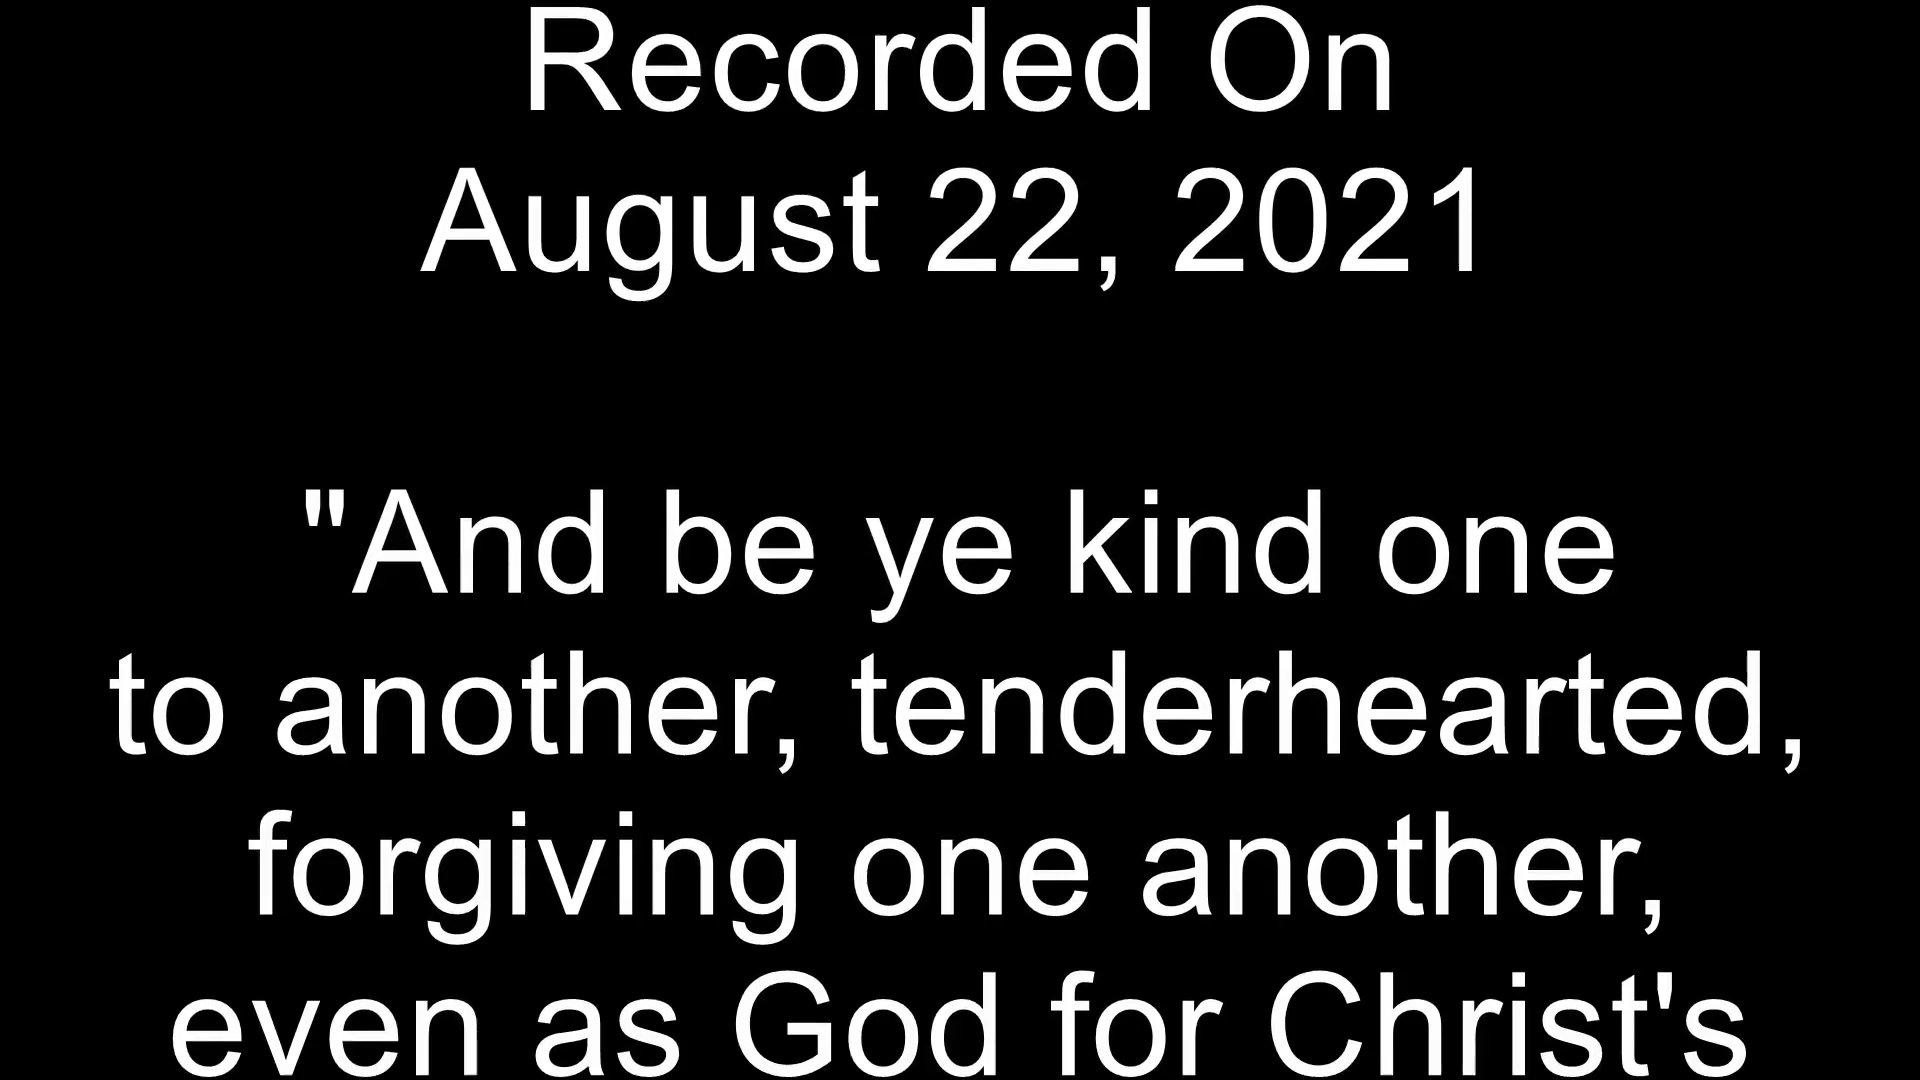 Recorded On
August 22, 2021
"And be ye kind one
to another, tenderhearted,
forgiving one another,
even as God for Christ's